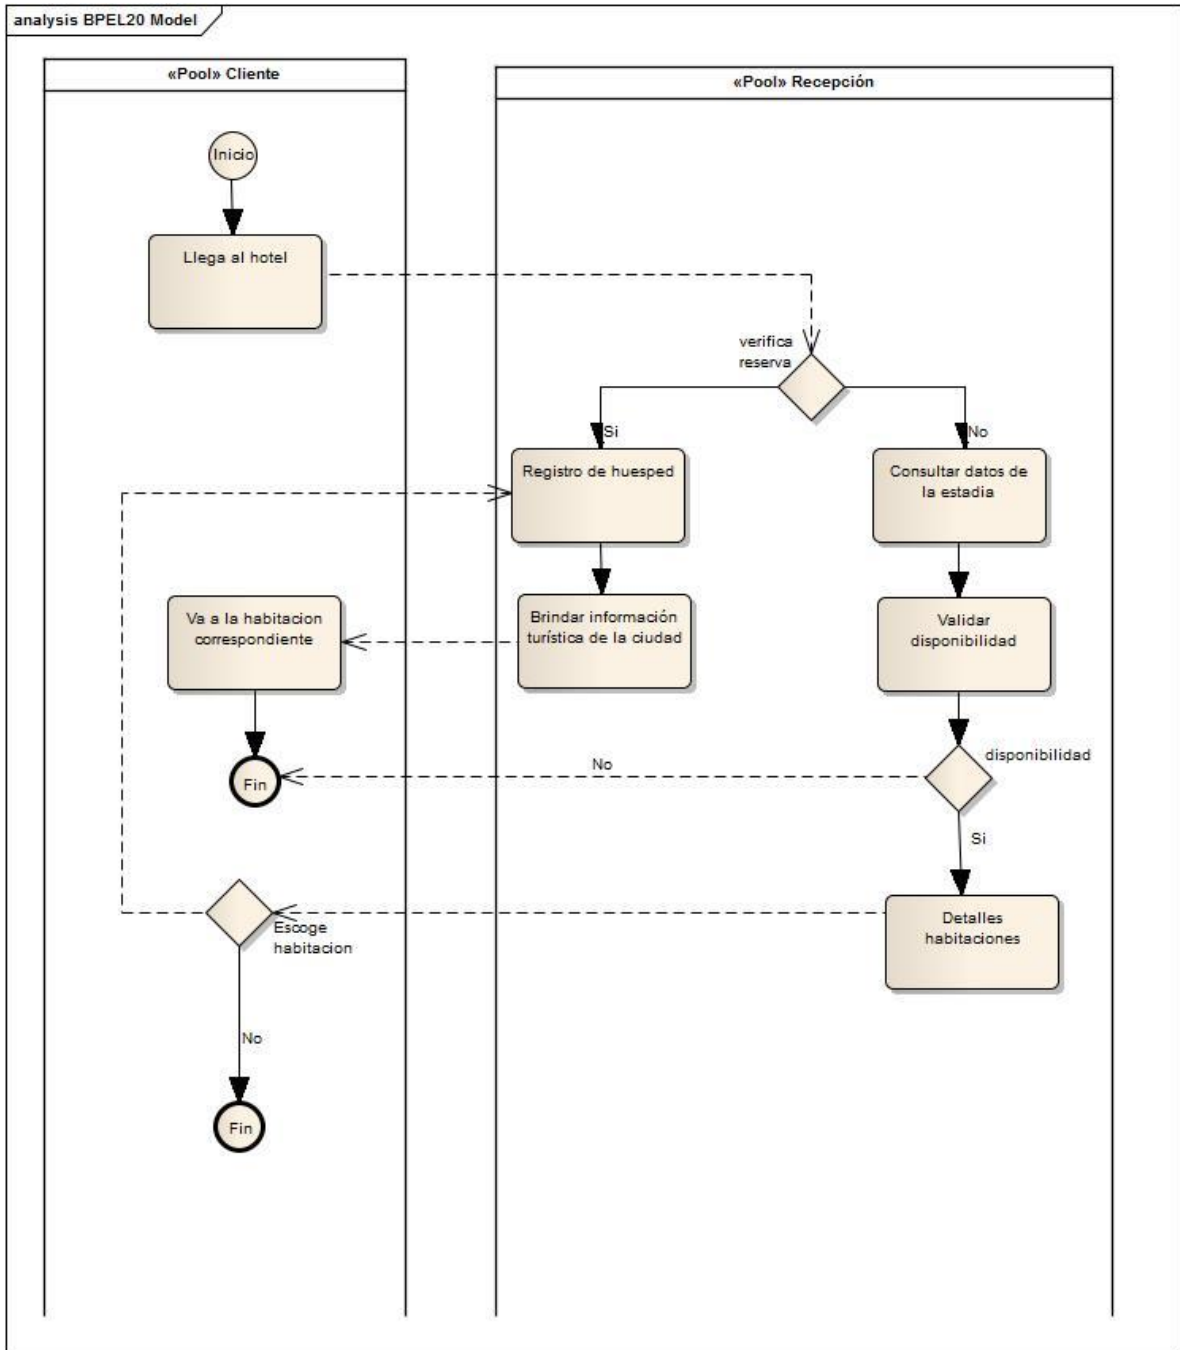 analysis BPEL20 Model
«Pool» Cliente
«Pool» Recepción
Inicio
Llega al hotel
verifica
reserva
Si
No
Registro de huesped
Consultar datos de
la estadia
Va a la habitacion
correspondiente
Brindar información
turística de la ciudad
Validar
disponibilidad
disponibilidad
No
Fin
Si
Escoge
habitacion
Detalles
habitaciones
No
Fin